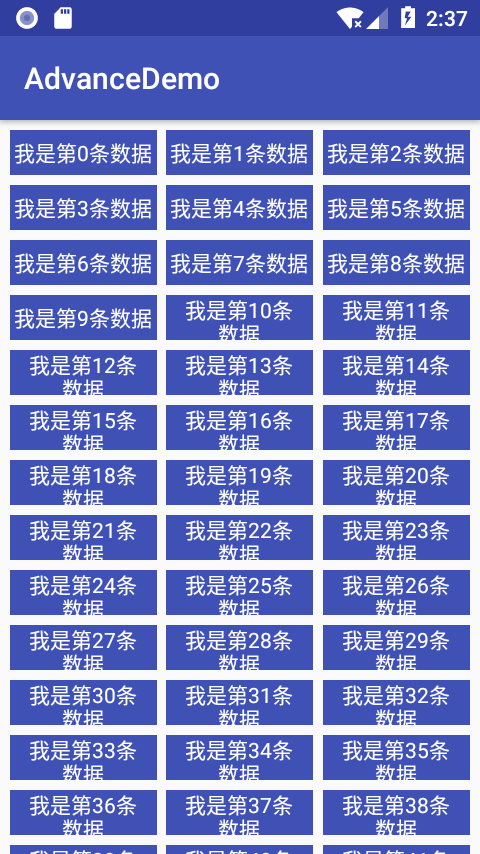 2:37
AdvanceDemo
我是第0条数据
我是第1条数据
我是第2条数据
我是第3条数据
我是第4条数据
我是第5条数据
我是第6条数据
我是第7条数据
我是第8条数据
我是第9条数据
我是第10条
数据
我是第11条
数据
我是第12条
数据
我是第13条
数据
我是第14条
数据
我是第15条
数据
我是第16条
数据
我是第17条
数据
我是第18条
数据
我是第19条
数据
我是第20条
数据
我是第21条
数据
我是第22条
数据
我是第23条
数据
我是第24条
数据
我是第25条
数据
我是第26条
数据
我是第27条
数据
我是第28条
数据
我是第29条
数据
我是第30条
数据
我是第31条
数据
我是第32条
数据
我是第33条
数据
我是第34条
数据
我是第35条
数据
我是第36条
数据
我是第37条
数据
我是第38条
数据